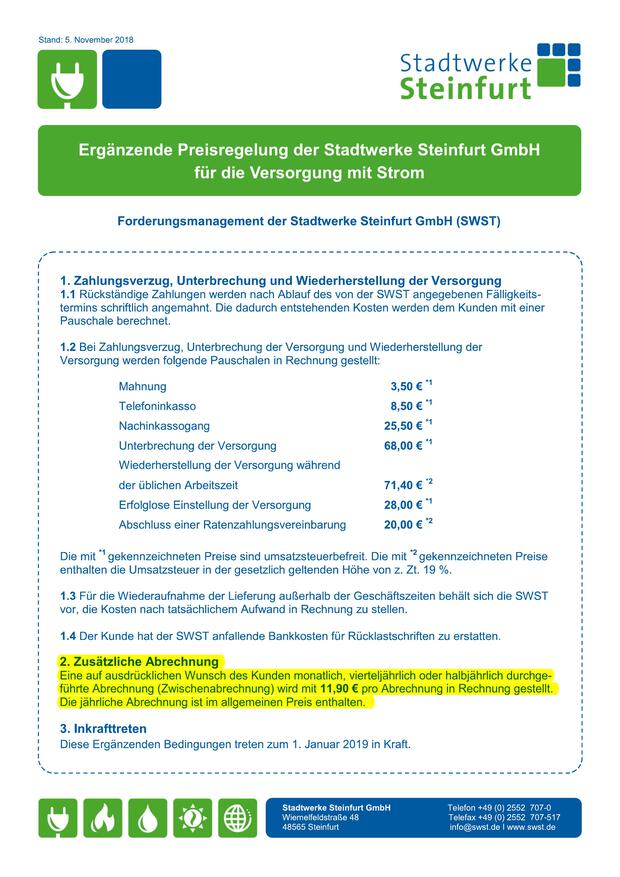 Stand: 5. November 2018
Stadtwerke
Steinfurt
Ergänzende Preisregelung der Stadtwerke Steinfurt GmbH
für die Versorgung mit Strom
Forderungsmanagement der Stadtwerke Steinfurt GmbH (SWST)
1. Zahlungsverzug, Unterbrechung und Wiederherstellung der Versorgung
1.1 Rückständige Zahlungen werden nach Ablauf des von der SWST angegebenen Fälligkeits-
termins schriftlich angemahnt. Die dadurch entstehenden Kosten werden dem Kunden mit einer
Pauschale berechnet.
1.2 Bei Zahlungsverzug, Unterbrechung der Versorgung und Wiederherstellung der
Versorgung werden folgende Pauschalen in Rechnung gestellt:
Mahnung 3,50 € *1
Telefoninkasso 8,50 € *1
Nachinkassogang 25,50 € *1
Unterbrechung der Versorgung 68,00 € *1
Wiederherstellung der Versorgung während
der üblichen Arbeitszeit 71,40 € *2
Erfolglose Einstellung der Versorgung 28,00 € *1
Abschluss einer Ratenzahlungsvereinbarung 20,00 € *2
Die mit *1 gekennzeichneten Preise sind umsatzsteuerbefreit. Die mit *2 gekennzeichneten Preise
enthalten die Umsatzsteuer in der gesetzlich geltenden Höhe von z. Zt. 19 %.
1.3 Für die Wiederaufnahme der Lieferung außerhalb der Geschäftszeiten behält sich die SWST
vor, die Kosten nach tatsächlichem Aufwand in Rechnung zu stellen.
1.4 Der Kunde hat der SWST anfallende Bankkosten für Rücklastschriften zu erstatten.
2. Zusätzliche Abrechnung
Eine auf ausdrücklichen Wunsch des Kunden monatlich, vierteljährlich oder halbjährlich durchge-
führte Abrechnung (Zwischenabrechnung) wird mit 11,90 € pro Abrechnung in Rechnung gestellt.
Die jährliche Abrechnung ist im allgemeinen Preis enthalten.
3. Inkrafttreten
Diese Ergänzenden Bedingungen treten zum 1. Januar 2019 in Kraft.
Stadtwerke Steinfurt GmbH
Wiemelfeldstraße 48
48565 Steinfurt
Telefon +49 (0) 2552 707-0
Telefax +49 (0) 2552 707-517
info@swst.de I www.swst.de